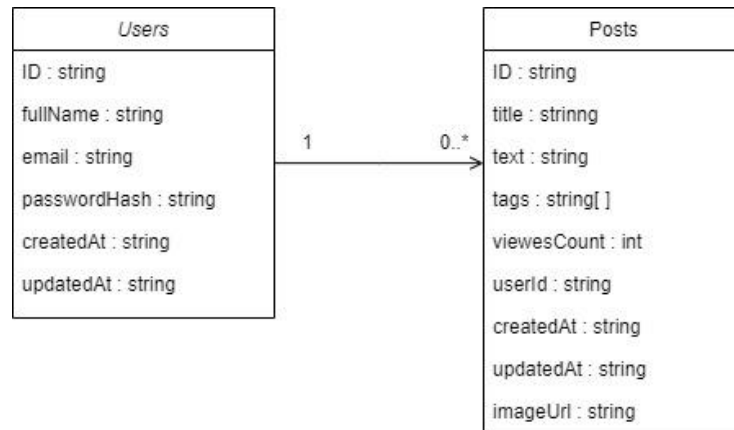 Users
ID : string
fullName : string
email : string
passwordHash : string
createdAt : string
updatedAt : string
1
0..*
Posts
ID : string
title : strinng
text : string
tags : string[ ]
viewesCount : int
userId : string
createdAt : string
updatedAt : string
imageUrl : string